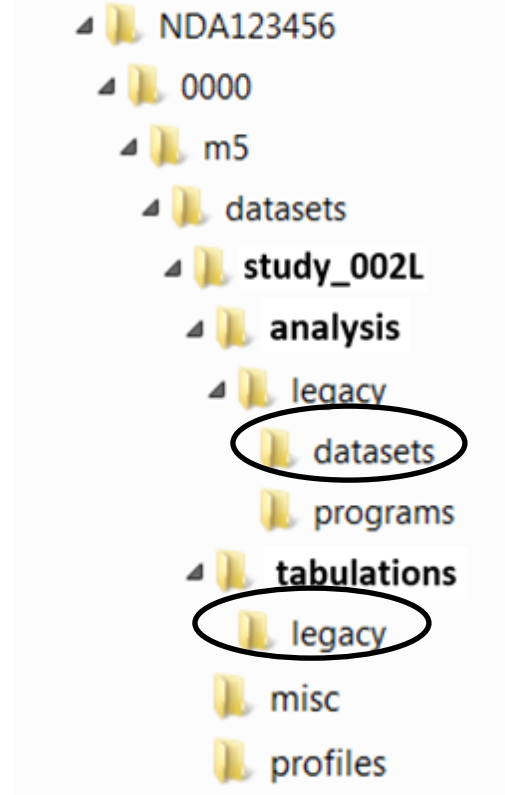 NDA123456
0000
m5
datasets
study_002L
analysis
legacy
datasets
programs
tabulations
legacy
misc
profiles